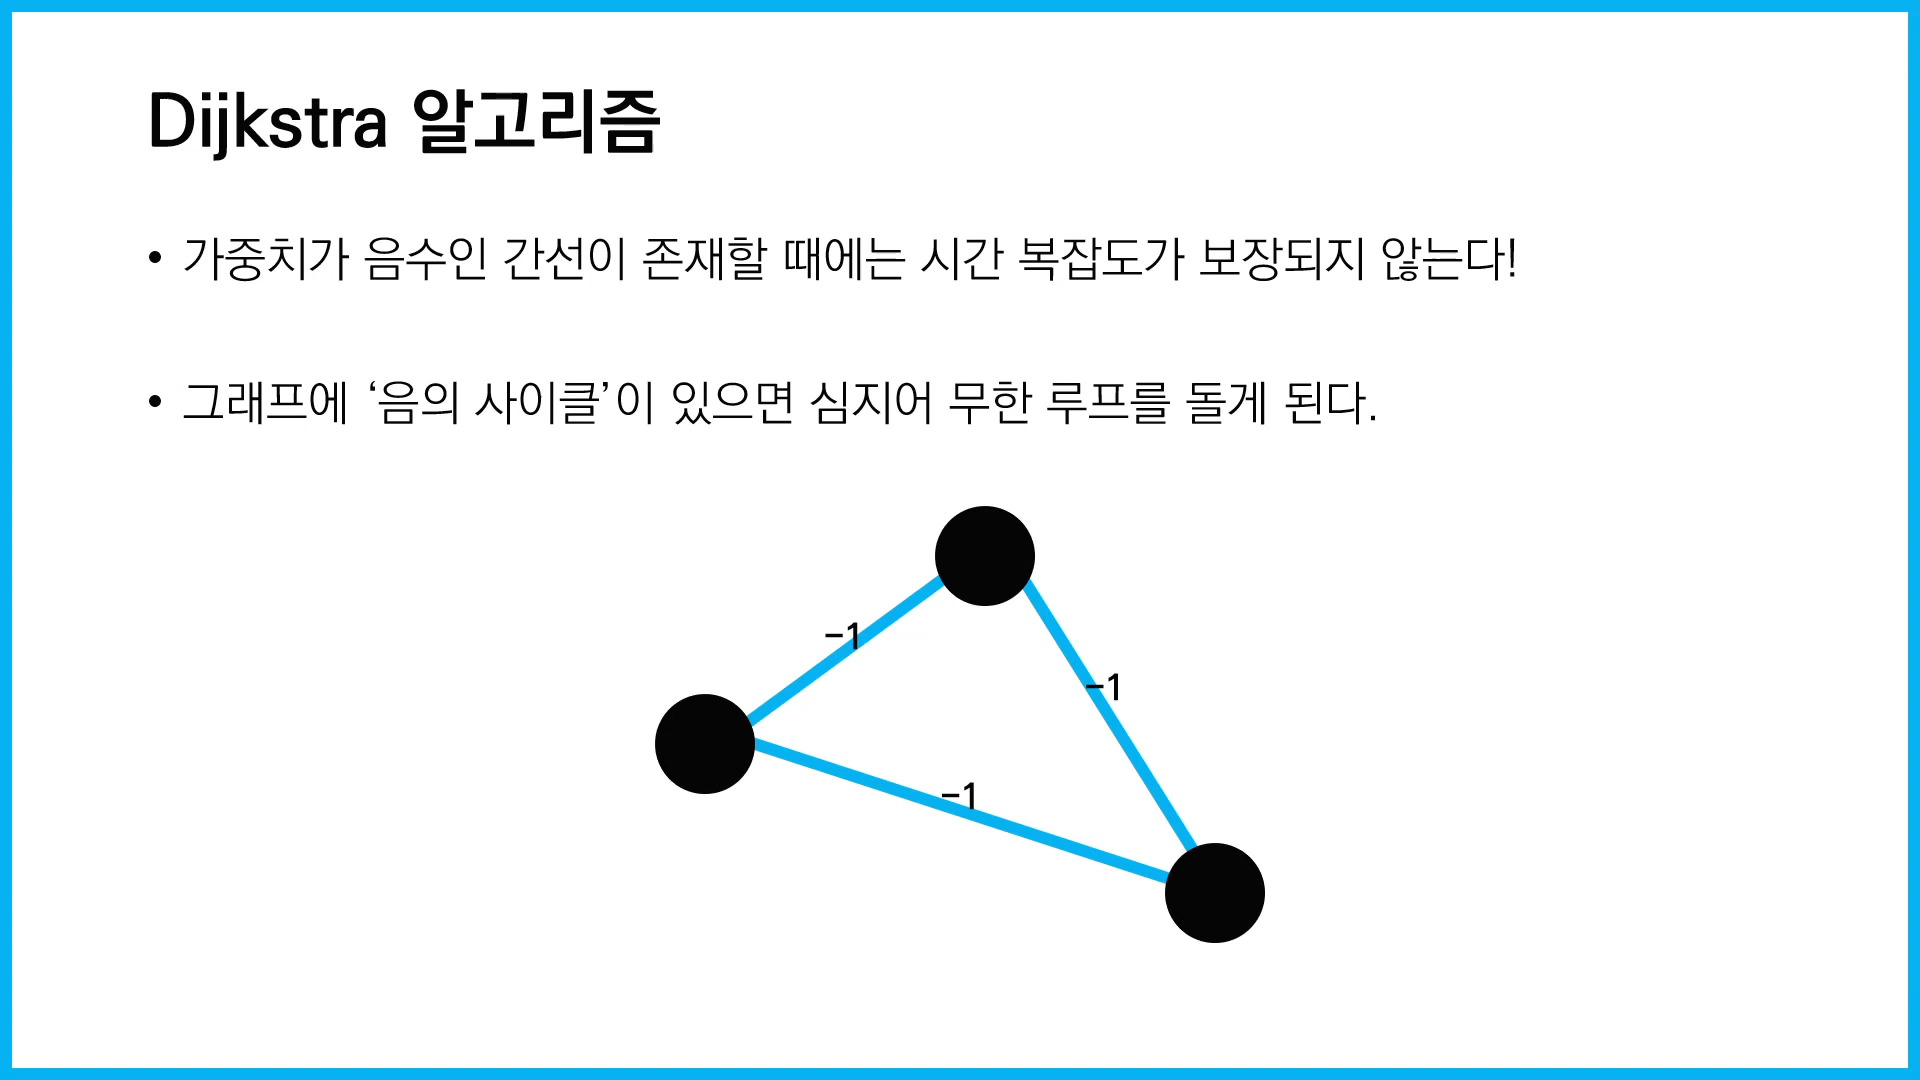 Dijkstra 알고리즘
• 가중치가 음수인 간선이 존재할 때에는 시간 복잡도가 보장되지 않는다!
• 그래프에 ‘음의 사이클’이 있으면 심지어 무한 루프를 돌게 된다.
-1
-1
-1